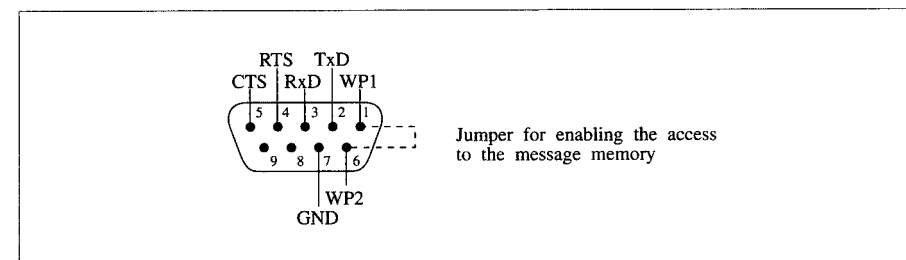 RTS TxD
CTS RxD WP1
5 4 3 2 1
Jumper for enabling the access
to the message memory
9 8 7 6
WP2
GND